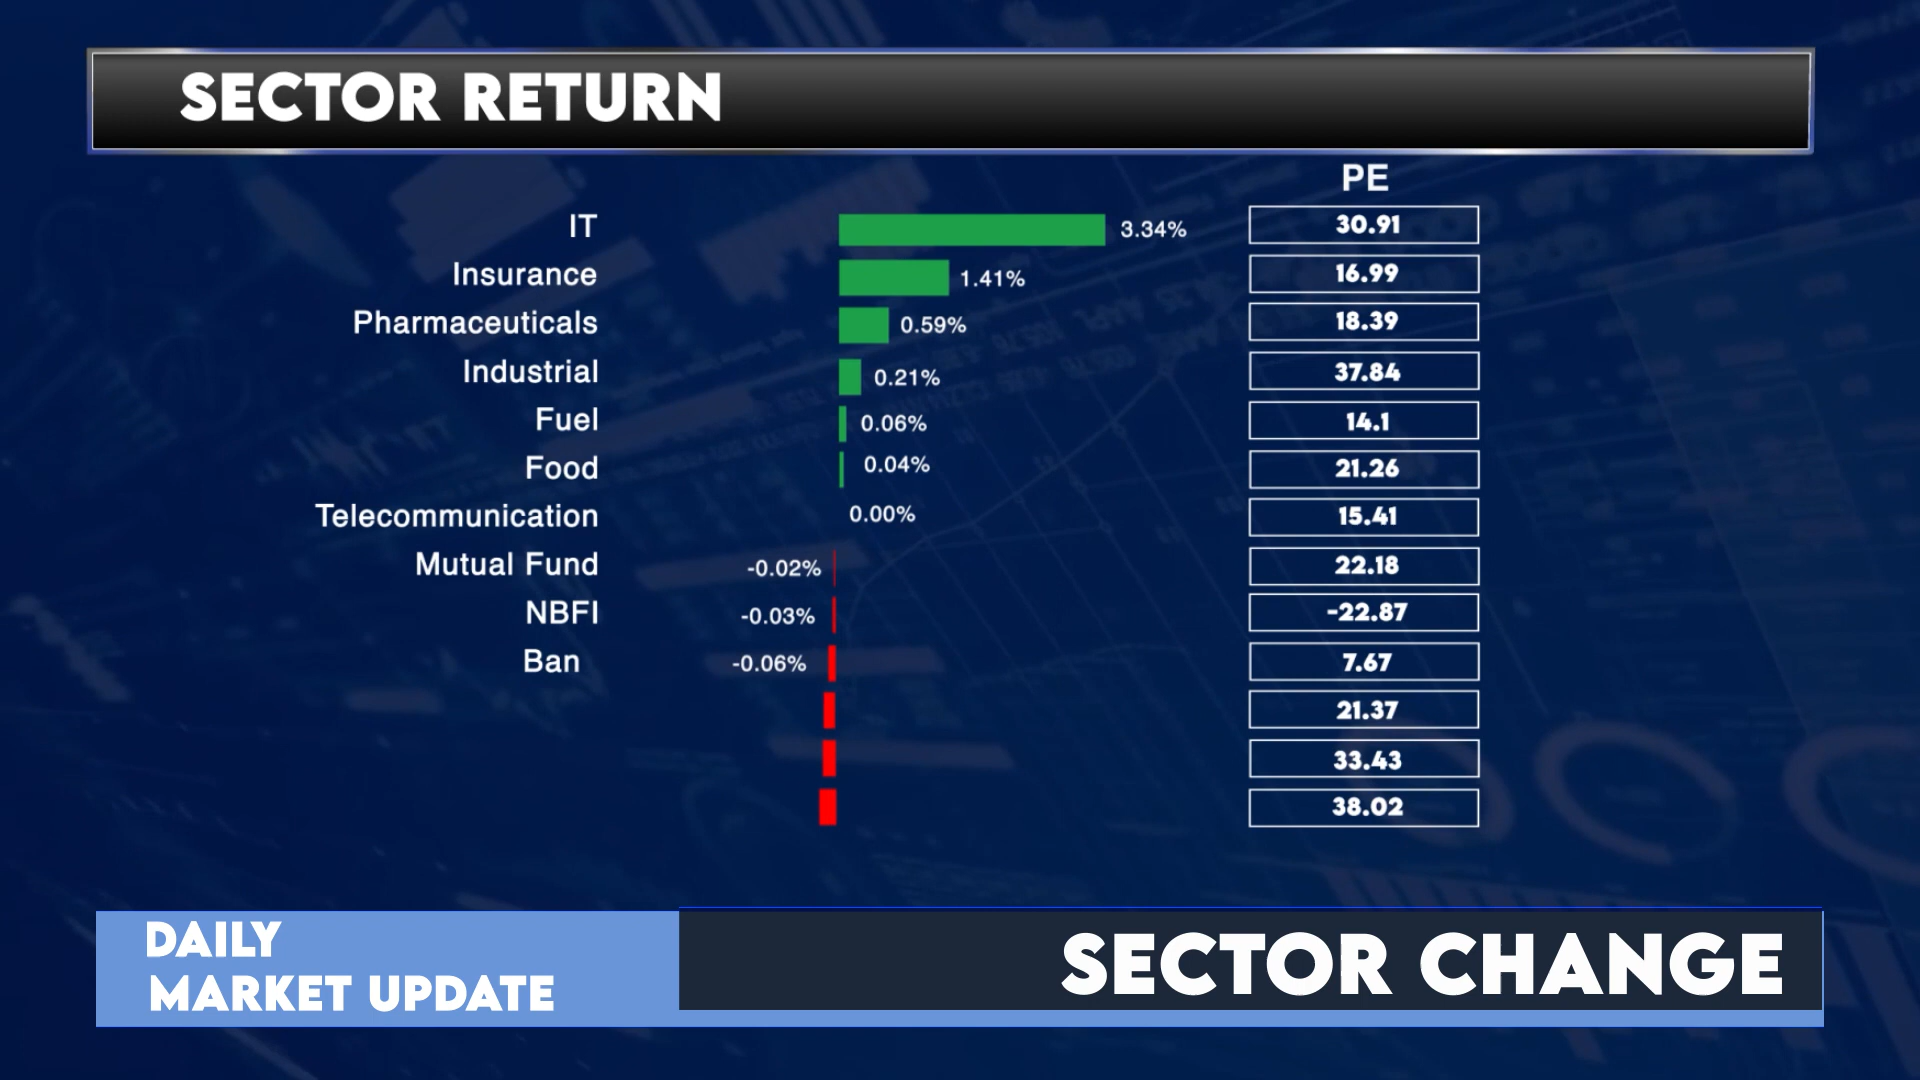 SECTOR RETURN
PE
IT 3.34% 30.91
Insurance 1.41% 16.99
Pharmaceuticals 0.59% 18.39
Industrial 0.21% 37.84
Fuel 0.06% 14.1
Food 0.04% 21.26
Telecommunication 0.00% 15.41
Mutual Fund -0.02% 22.18
NBFI -0.03% -22.87
Ban -0.06% 7.67
21.37
33.43
38.02
DAILY
MARKET UPDATE
SECTOR CHANGE